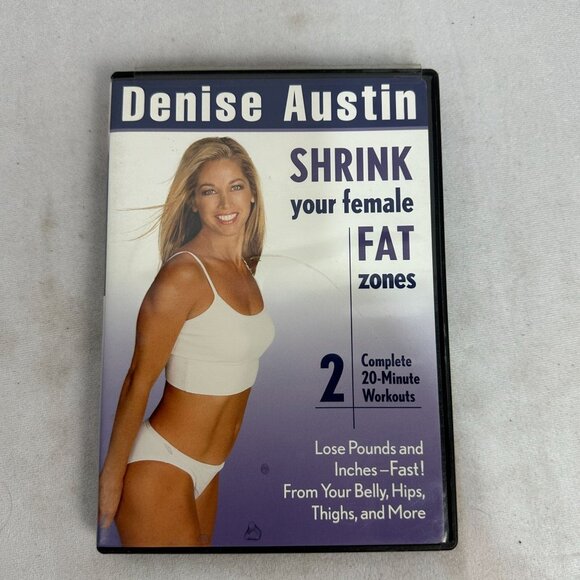 Denise Austin
SHRINK
your female
FAT
zones
2
Complete
20-Minute
Workouts
Lose Pounds and
Inches–Fast!
From Your Belly, Hips,
Thighs, and More